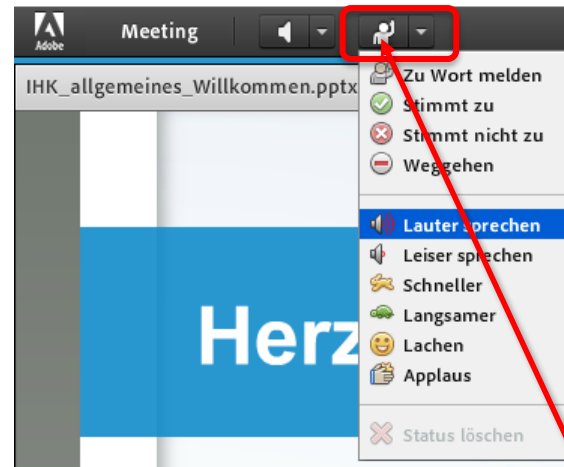 Adobe
Meeting
IHK_allgemeines_Willkommen.pptx
Zu Wort melden
Stimmt zu
Stimmt nicht zu
Weggehen
Lauter sprechen
Leiser sprechen
Schneller
Langsamer
Lachen
Applaus
Status löschen
Herz